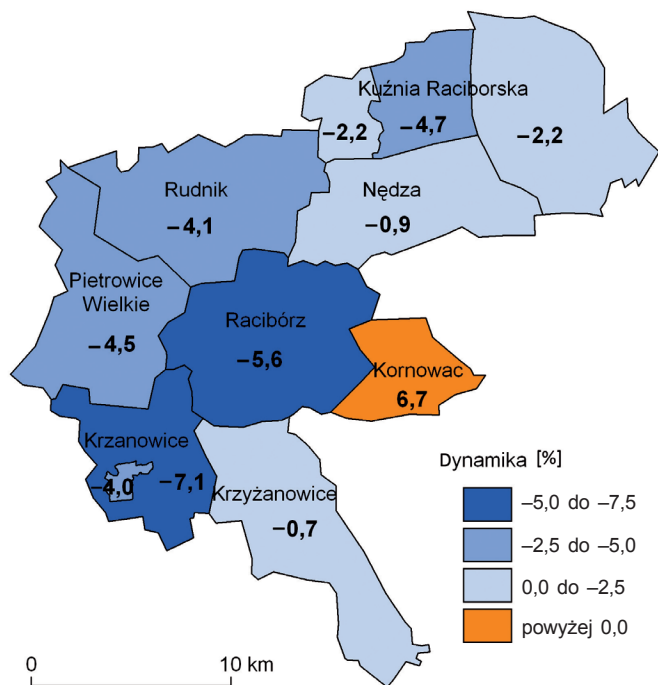 Kuźnia Raciborska
–2,2
–4,7
–2,2
Rudnik
–4,1
Nędza
–0,9
Pietrowice
Wielkie
–4,5
Racibórz
–5,6
Kornowac
6,7
Krzanowice
–4,0
–7,1
Krzyżanowice
–0,7
Dynamika [%]
–5,0 do –7,5
–2,5 do –5,0
0,0 do –2,5
powyżej 0,0
0 10 km